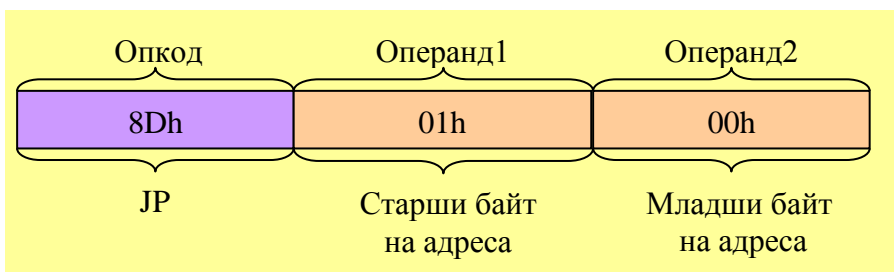 Опкод Операнд1 Операнд2
8Dh 01h 00h
JP Старши байт Младши байт
на адреса на адреса